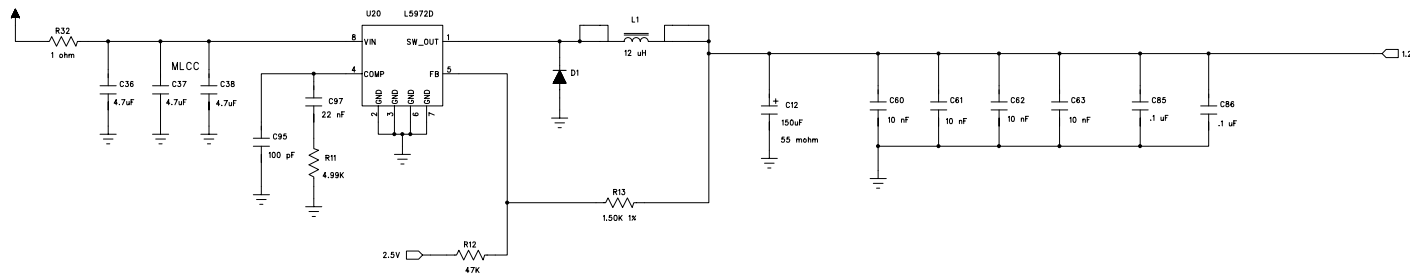 R32
1 ohm
C36
4.7uF
MLCC
C37
4.7uF
C38
4.7uF
U20 L5972D
8 VIN
SW_OUT 1
4 COMP
FB 5
GND GND GND GND
2 3 6 7
C97
22 nF
C95
100 pF
R11
4.99K
D1
L1
12 uH
R13
1.50K 1%
2.5V
R12
47K
C12
150uF
55 mohm
C60
10 nF
C61
10 nF
C62
10 nF
C63
10 nF
C85
.1 uF
C86
.1 uF